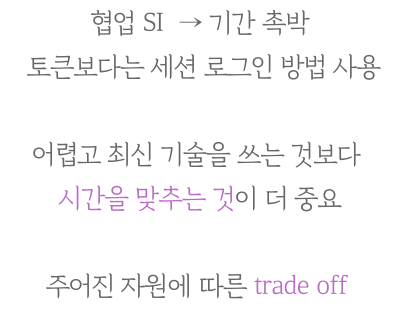 협업 SI → 기간 촉박
토큰보다는 세션 로그인 방법 사용
어렵고 최신 기술을 쓰는 것보다
시간을 맞추는 것이 더 중요
주어진 자원에 따른 trade off